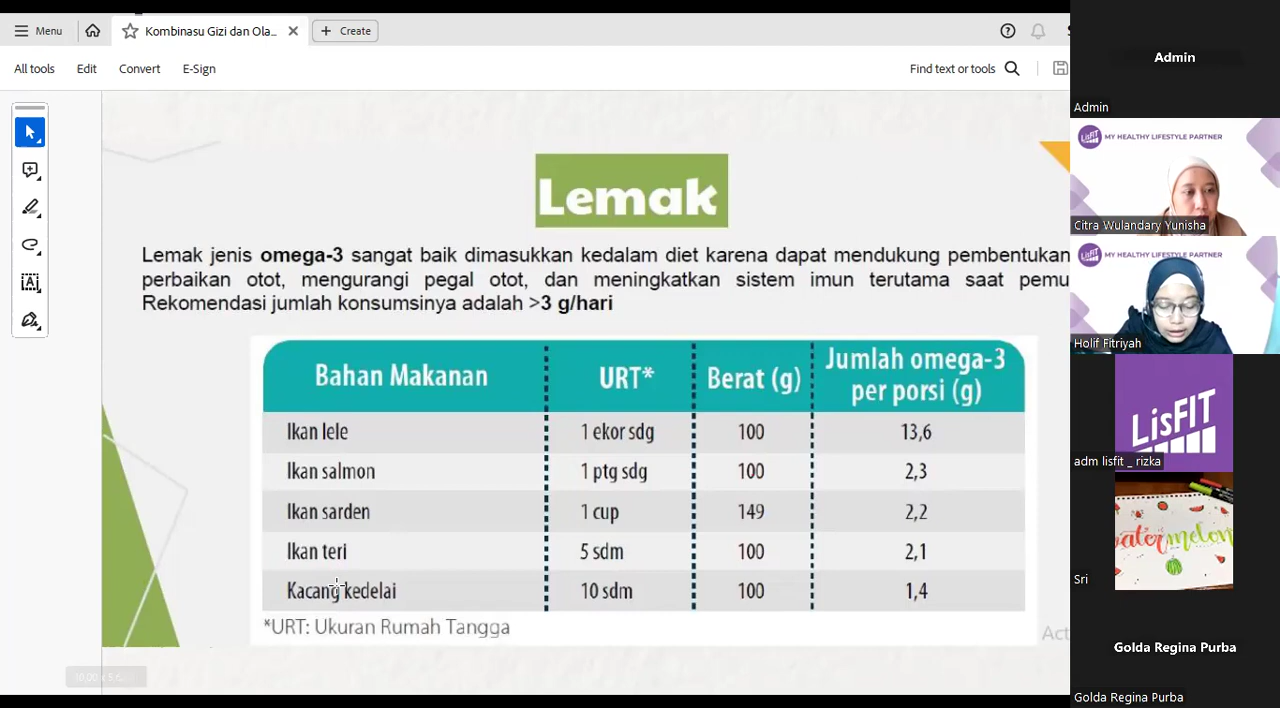 Menu
Kombinasu Gizi dan Ola...
Create
All tools
Edit
Convert
E-Sign
Find text or tools
Lemak
Lemak jenis omega-3 sangat baik dimasukkan kedalam diet karena dapat mendukung pembentukan
perbaikan otot, mengurangi pegal otot, dan meningkatkan sistem imun terutama saat pemu
Rekomendasi jumlah konsumsinya adalah >3 g/hari
Bahan Makanan URT* Berat (g) Jumlah omega-3 per porsi (g)
Ikan lele 1 ekor sdg 100 13,6
Ikan salmon 1 ptg sdg 100 2,3
Ikan sarden 1 cup 149 2,2
Ikan teri 5 sdm 100 2,1
Kacang kedelai 10 sdm 100 1,4
*URT: Ukuran Rumah Tangga
Act
Admin
Admin
LisFIT MY HEALTHY LIFESTYLE PARTNER
Citra Wulandary Yunisha
LisFIT MY HEALTHY LIFESTYLE PARTNER
Holif Fitriyah
LisFIT
adm lisfit _ rizka
watermelon
Sri
Golda Regina Purba
Golda Regina Purba